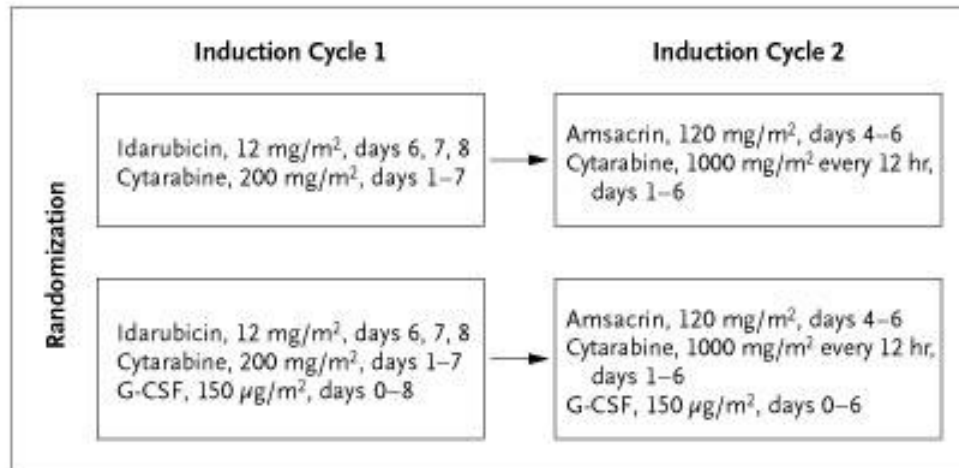 Induction Cycle 1
Induction Cycle 2
Randomization
Idarubicin, 12 mg/m², days 6, 7, 8
Cytarabine, 200 mg/m², days 1–7
Amsacrin, 120 mg/m², days 4–6
Cytarabine, 1000 mg/m² every 12 hr,
days 1–6
Idarubicin, 12 mg/m², days 6, 7, 8
Cytarabine, 200 mg/m², days 1–7
G-CSF, 150 µg/m², days 0–8
Amsacrin, 120 mg/m², days 4–6
Cytarabine, 1000 mg/m² every 12 hr,
days 1–6
G-CSF, 150 µg/m², days 0–6